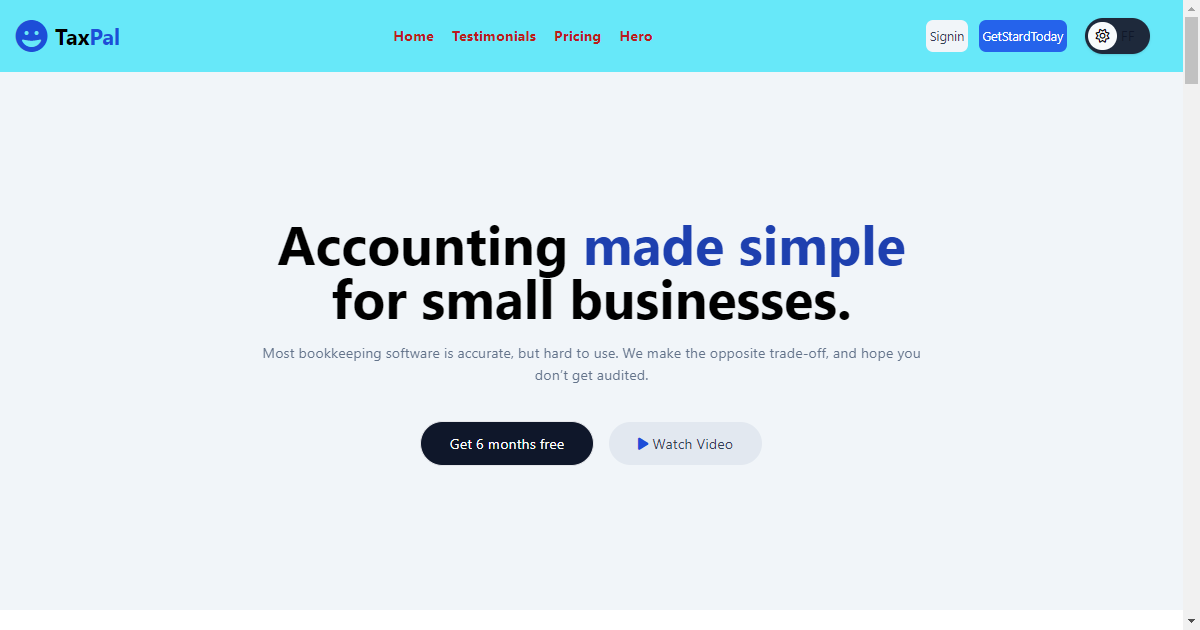 TaxPal
Home Testimonials Pricing Hero
Signin GetStardToday
Accounting made simple
for small businesses.
Most bookkeeping software is accurate, but hard to use. We make the opposite trade-off, and hope you
don't get audited.
Get 6 months free Watch Video